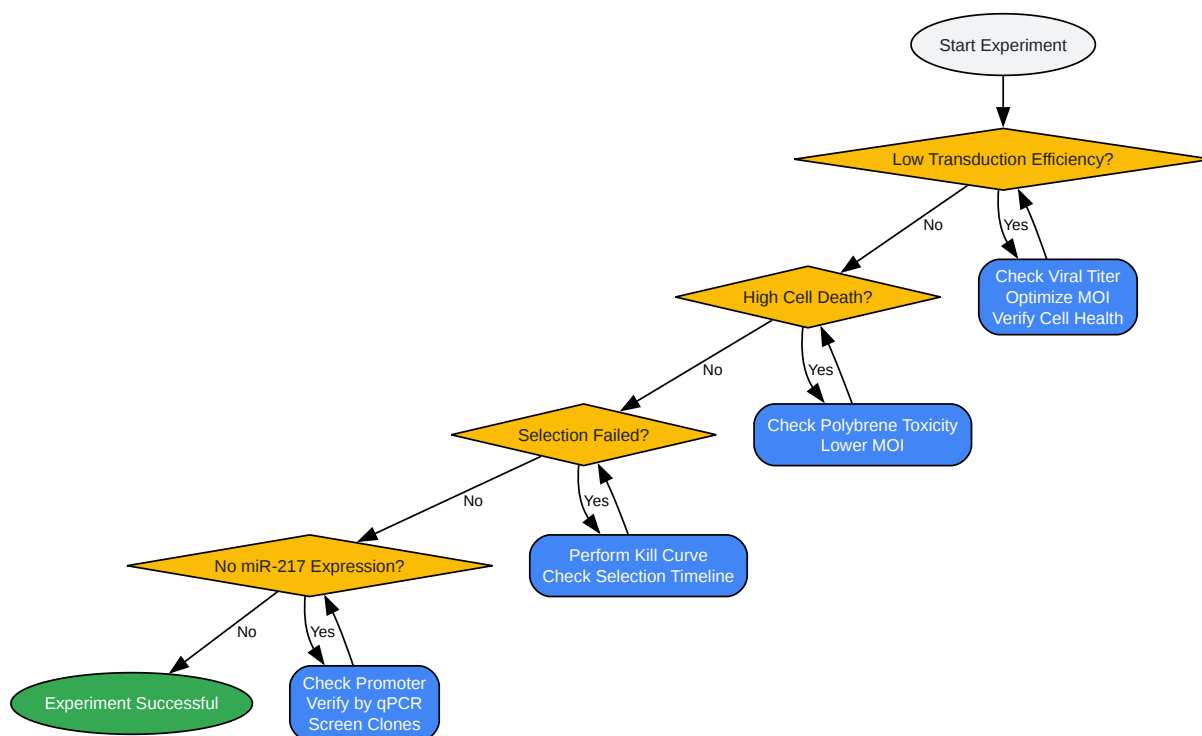 Start Experiment
Low Transduction Efficiency?
No
Yes
Check Viral Titer
Optimize MOI
Verify Cell Health
High Cell Death?
No
Yes
Check Polybrene Toxicity
Lower MOI
Selection Failed?
No
Yes
Perform Kill Curve
Check Selection Timeline
No miR-217 Expression?
No
Yes
Check Promoter
Verify by qPCR
Screen Clones
Experiment Successful